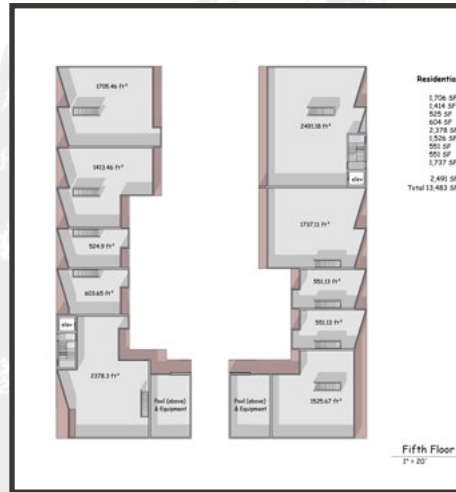 1705.46 ft²
1413.46 ft²
524.9 ft²
603.65 ft²
elev
2378.3 ft²
Pool (above)
& Equipment
2491.18 ft²
elev
1737.11 ft²
551.13 ft²
551.13 ft²
1525.67 ft²
Pool (above)
& Equipment
Residentia
1,706 SF
1,414 SF
525 SF
604 SF
2,378 SF
1,526 SF
551 SF
551 SF
1,737 SF
2,491 SF
Total 13,483 SF
Fifth Floor
1" = 20'